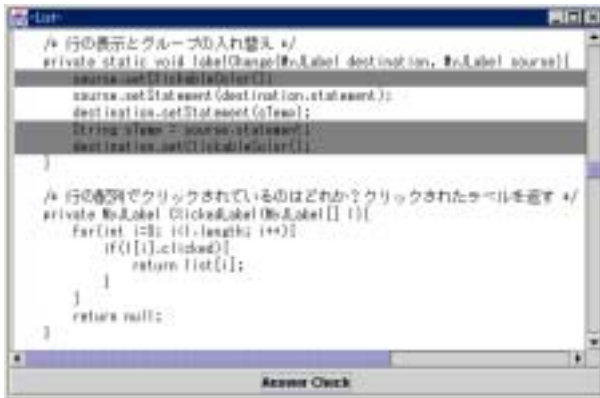 -List-
/* 行の表示とグループの入れ替え */
private static void labelChange(MyJLabel destination, MyJLabel sourse){
sourse.setClickableColor();
sourse.setStatement(destination.statement);
destination.setStatement(sTemp);
String sTemp = sourse.statement;
destination.setClickableColor();
}
/* 行の配列でクリックされているのはどれか？クリックされたラベルを返す */
private MyJLabel ClickedLabel(MyJLabel[] l){
for(int i=0; i<l.length; i++){
if(l[i].clicked){
return list[i];
}
}
return null;
}
Answer Check